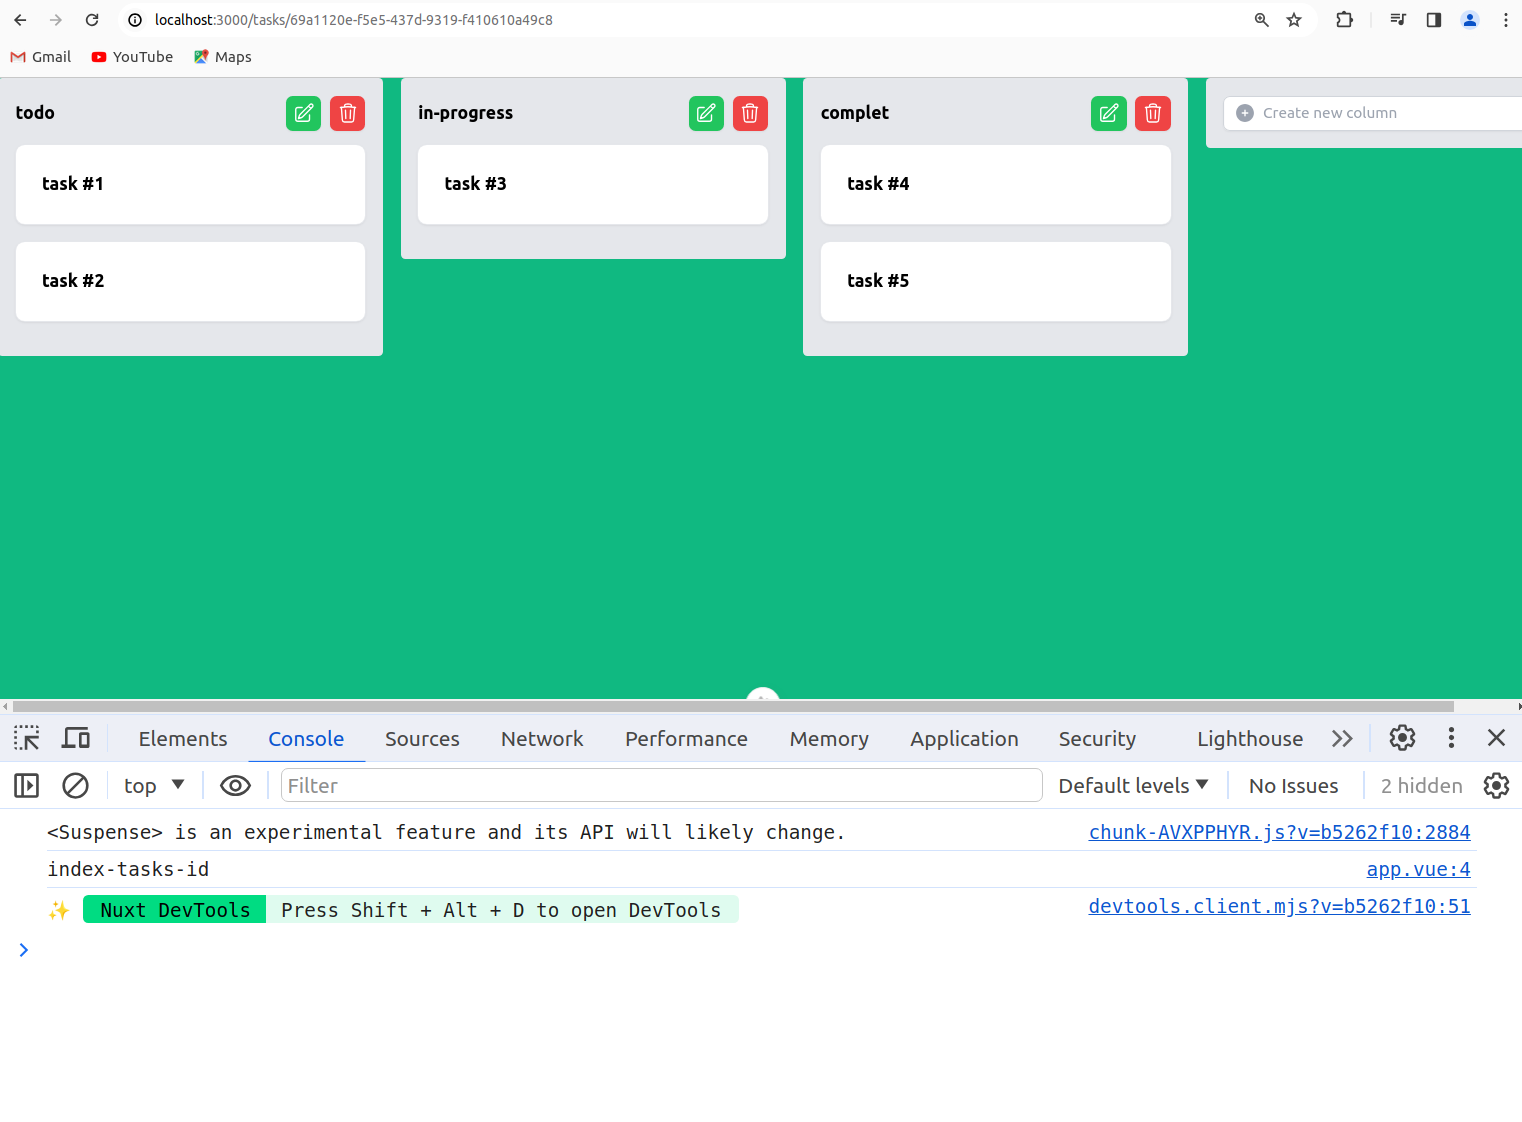 localhost:3000/tasks/69a1120e-f5e5-437d-9319-f410610a49c8
Gmail YouTube Maps
todo
task #1
task #2
in-progress
task #3
complet
task #4
task #5
Create new column
Elements Console Sources Network Performance Memory Application Security Lighthouse
top Filter Default levels No Issues 2 hidden
<Suspense> is an experimental feature and its API will likely change. chunk-AVXPPHYR.js?v=b5262f10:2884
index-tasks-id app.vue:4
✨ Nuxt DevTools Press Shift + Alt + D to open DevTools devtools.client.mjs?v=b5262f10:51